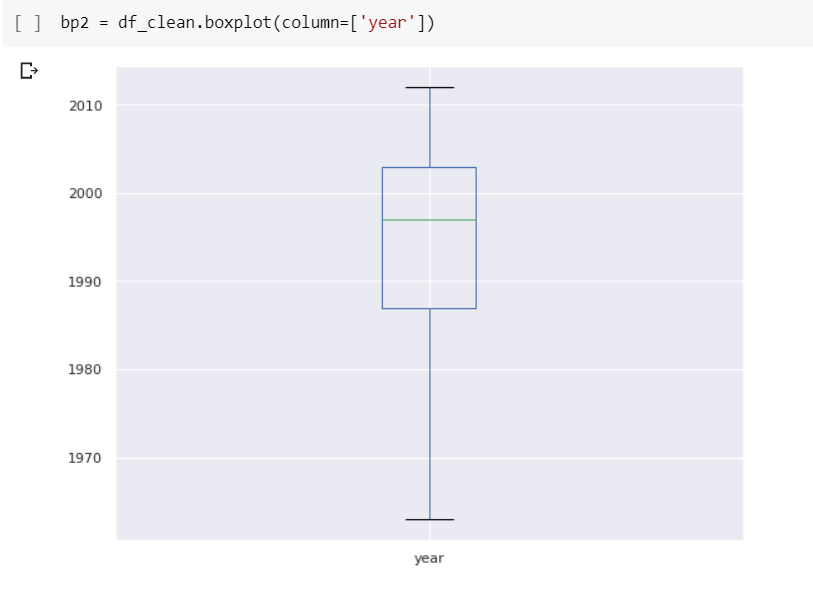 [ ] bp2 = df_clean.boxplot(column=['year'])
2010
2000
1990
1980
1970
year